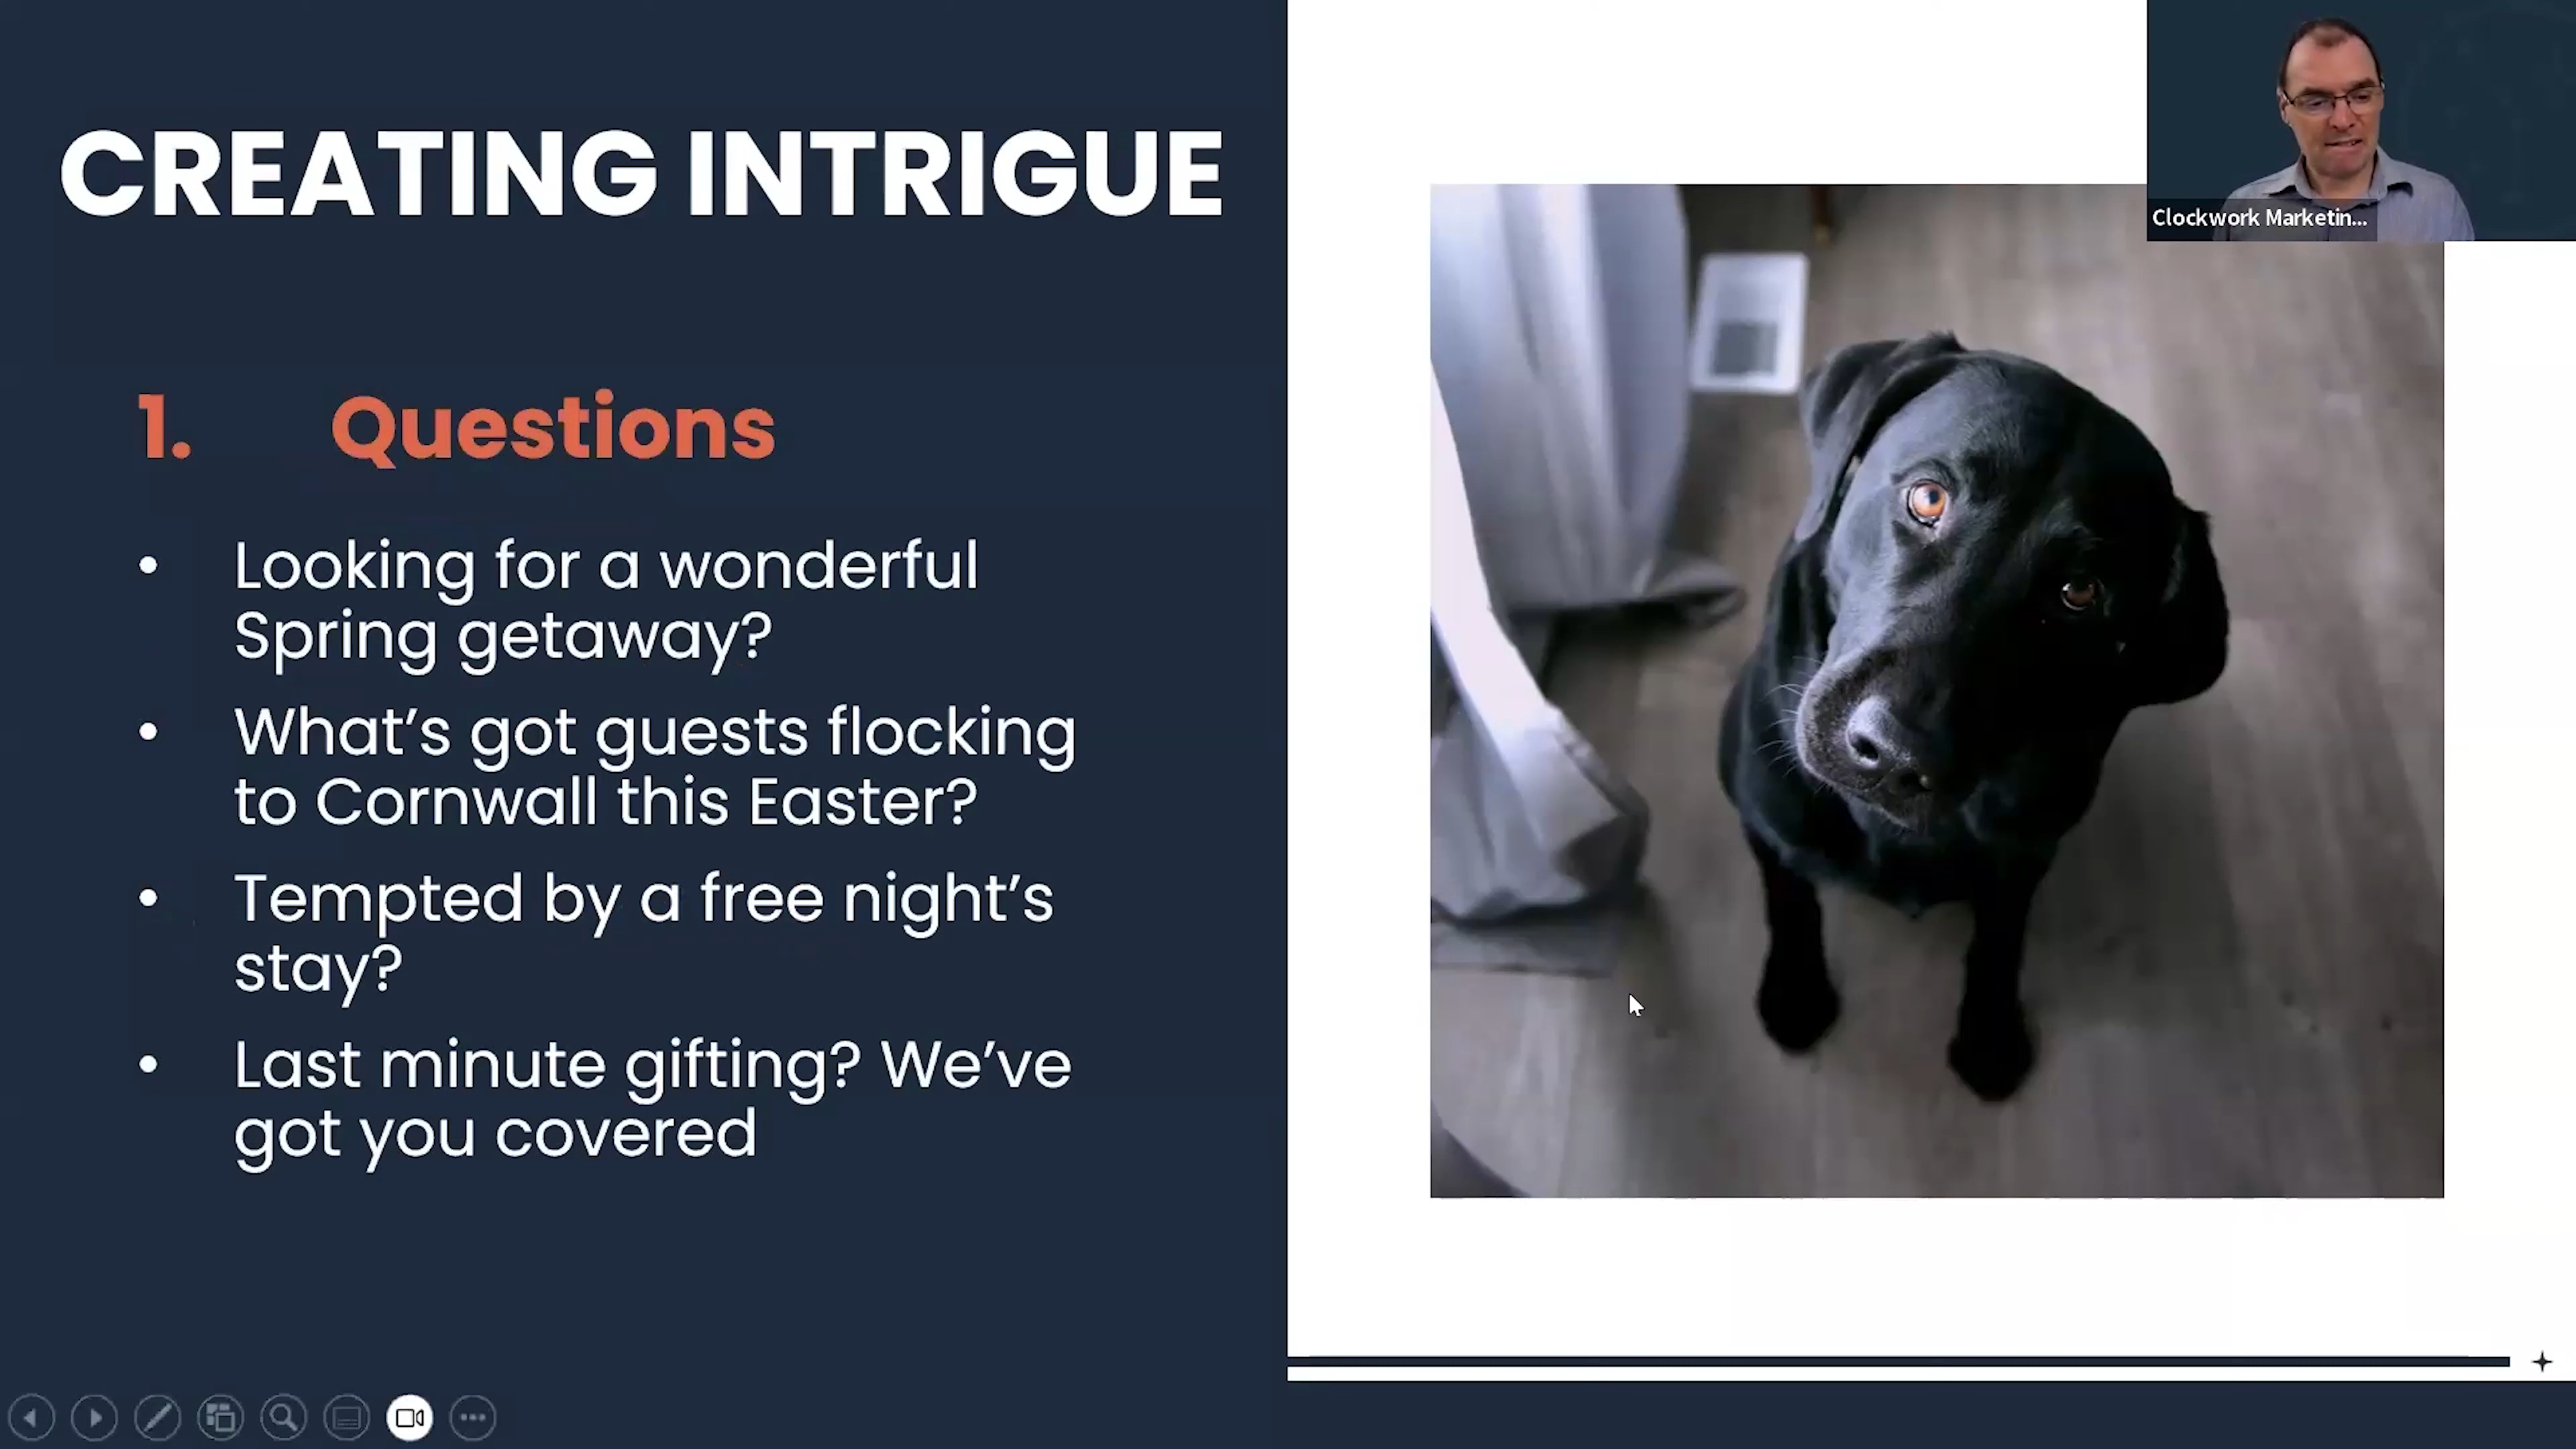 CREATING INTRIGUE
Clockwork Marketin...
1. Questions
• Looking for a wonderful
Spring getaway?
• What’s got guests flocking
to Cornwall this Easter?
• Tempted by a free night’s
stay?
• Last minute gifting? We’ve
got you covered